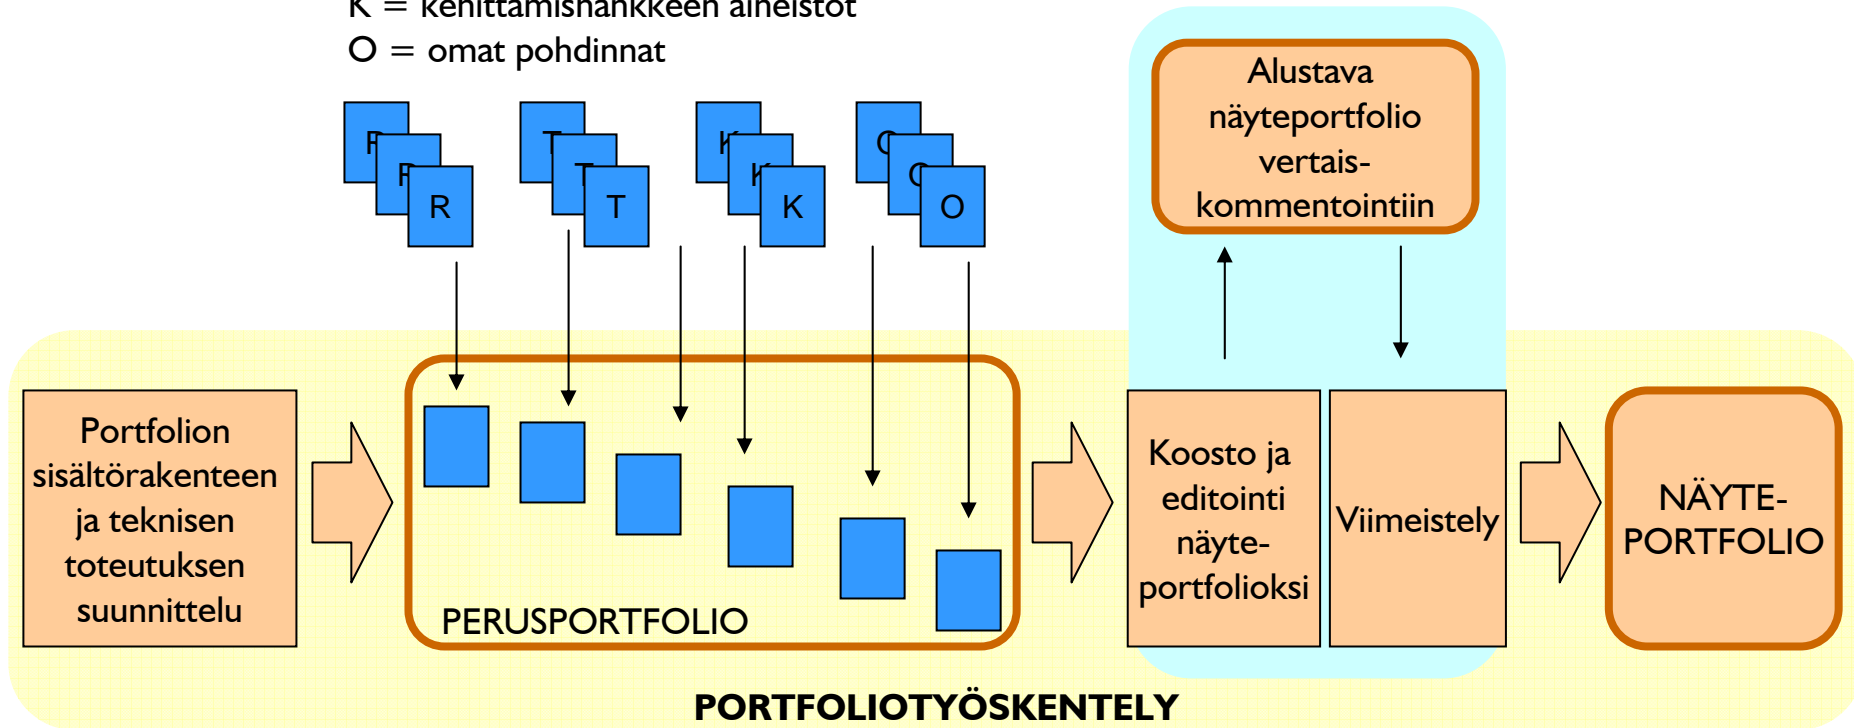 K = kehittämishankkeen aineistot
O = omat pohdinnat
R
R
R
T
T
T
K
K
K
O
O
O
Alustava
näyteportfolio
vertais-
kommentointiin
Portfolion
sisältörakenteen
ja teknisen
toteutuksen
suunnittelu
PERUSPORTFOLIO
Koosto ja
editointi
näyte-
portfolioksi
Viimeistely
NÄYTE-
PORTFOLIO
PORTFOLIOTYÖSKENTELY